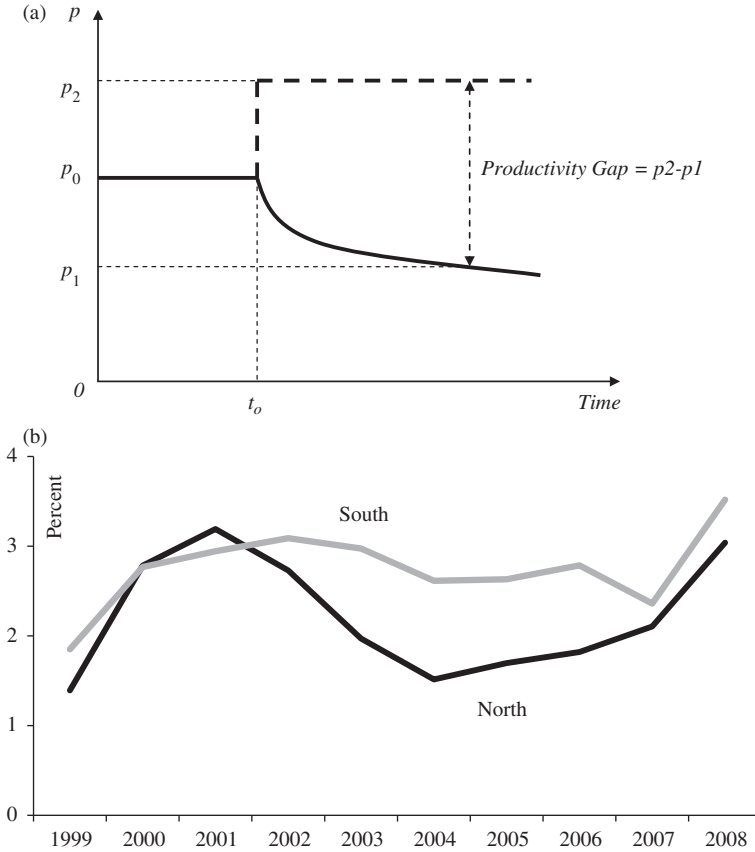 (a)
p
p2
p0
Productivity Gap = p2-p1
p1
0
to
Time
(b)
4
Percent
South
3
2
North
1
0
1999 2000 2001 2002 2003 2004 2005 2006 2007 2008